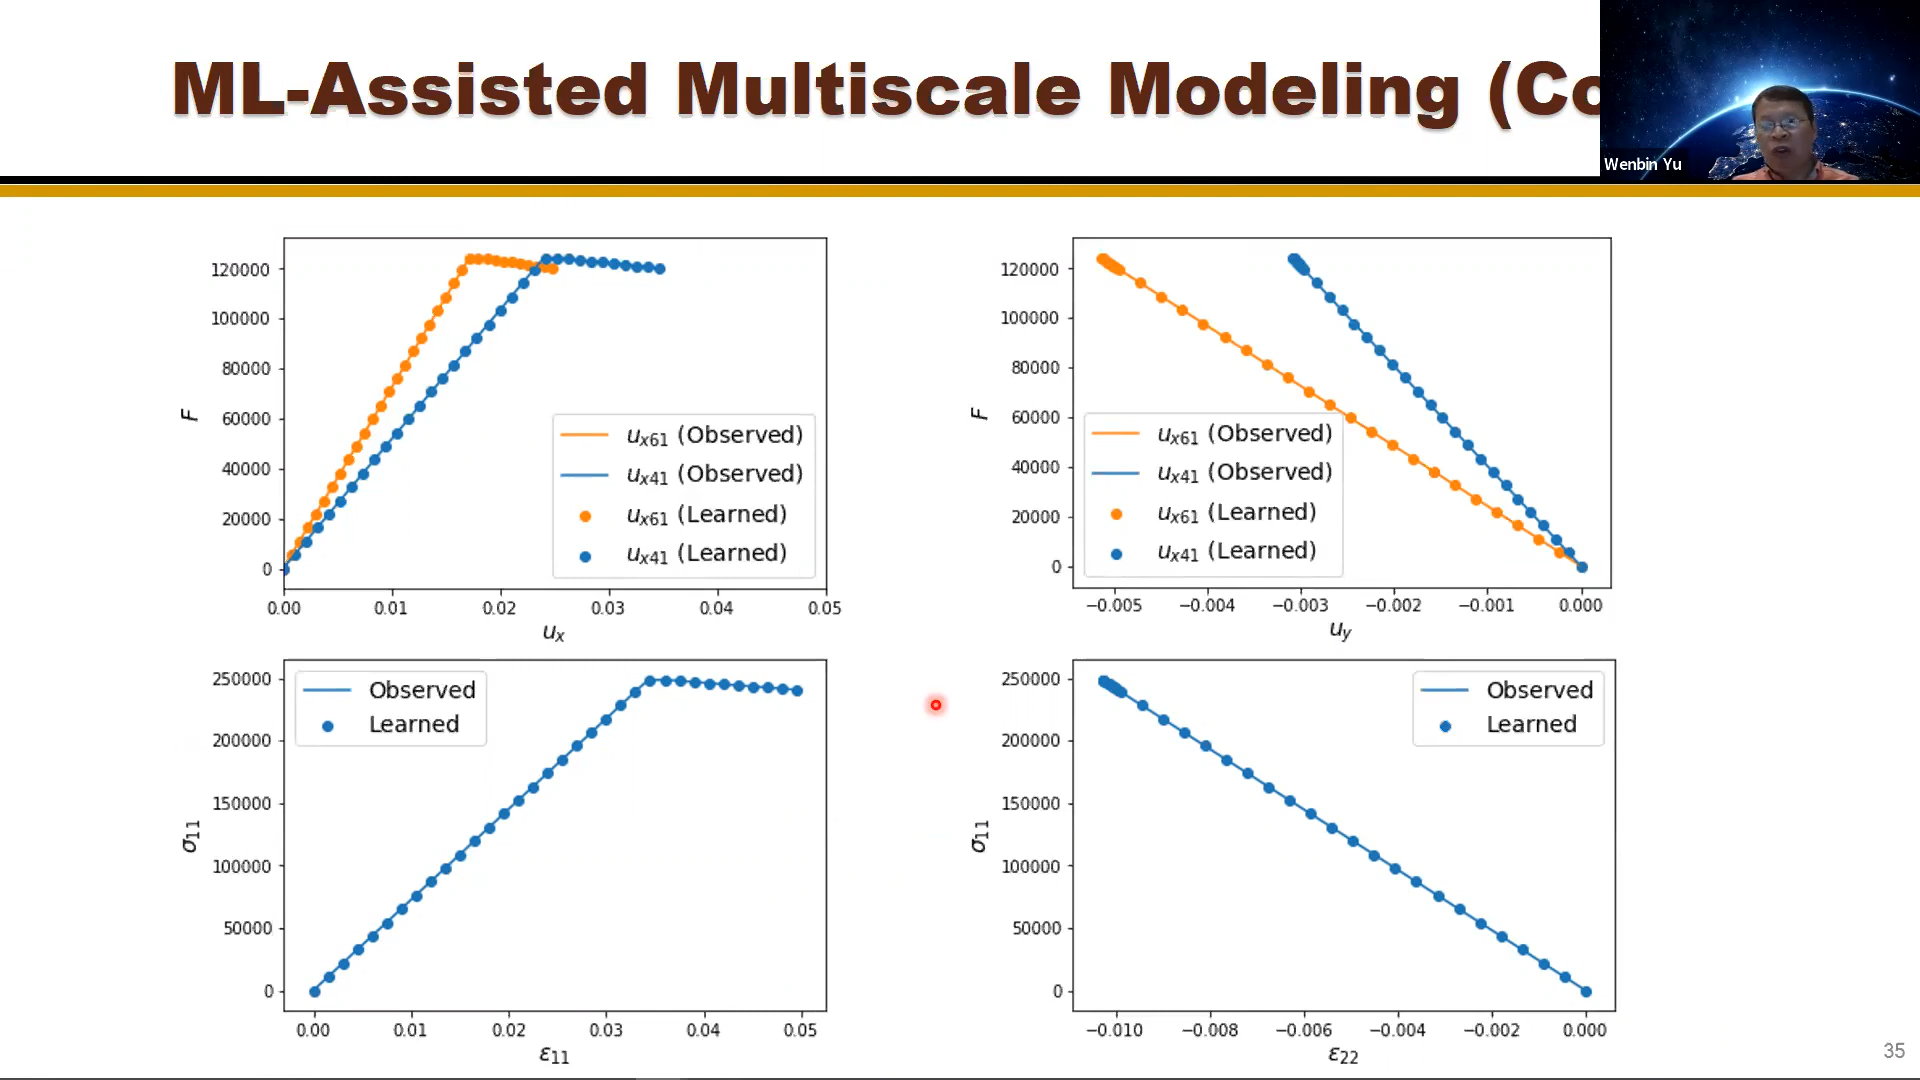 ML-Assisted Multiscale Modeling (Co
Wenbin Yu
120000
100000
80000
60000
40000
20000
0
F
0.00 0.01 0.02 0.03 0.04 0.05
u_x
u_x61 (Observed)
u_x41 (Observed)
u_x61 (Learned)
u_x41 (Learned)
120000
100000
80000
60000
40000
20000
0
F
−0.005 −0.004 −0.003 −0.002 −0.001 0.000
u_y
u_x61 (Observed)
u_x41 (Observed)
u_x61 (Learned)
u_x41 (Learned)
250000
200000
150000
100000
50000
0
σ11
0.00 0.01 0.02 0.03 0.04 0.05
ε11
Observed
Learned
250000
200000
150000
100000
50000
0
σ11
−0.010 −0.008 −0.006 −0.004 −0.002 0.000
ε22
Observed
Learned
35